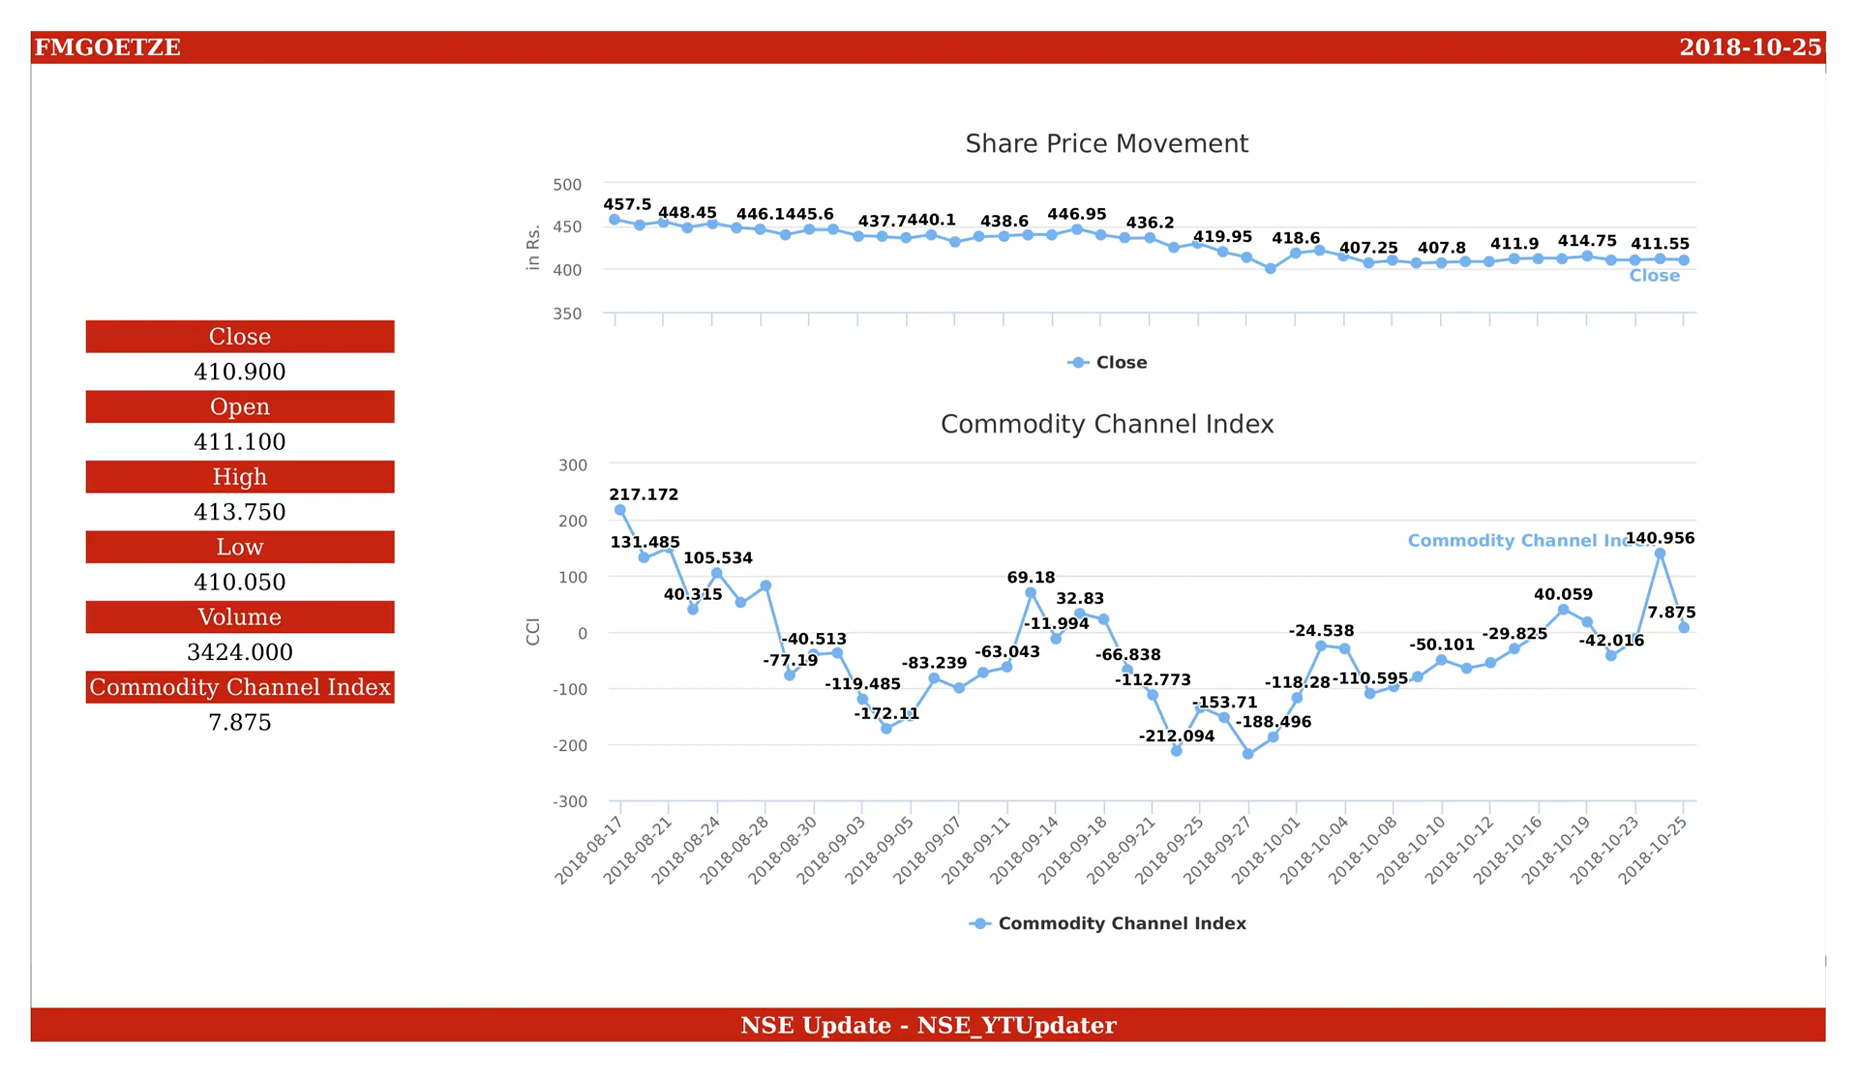 FMGOETZE 2018-10-25
Close
410.900
Open
411.100
High
413.750
Low
410.050
Volume
3424.000
Commodity Channel Index
7.875
Share Price Movement
in Rs.
500
450
400
350
457.5 448.45 446.1 445.6 437.7 440.1 438.6 446.95 436.2 419.95 418.6 407.25 407.8 411.9 414.75 411.55
Close
Close
Commodity Channel Index
CCI
300
200
100
0
-100
-200
-300
217.172 131.485 40.315 105.534 -77.19 -40.513 -119.485 -172.11 -83.239 -63.043 69.18 -11.994 32.83 -66.838 -112.773 -212.094 -153.71 -188.496 -118.28 -24.538 -110.595 -50.101 -29.825 40.059 -42.016 140.956 7.875
Commodity Channel Index
2018-08-17 2018-08-21 2018-08-24 2018-08-28 2018-08-30 2018-09-03 2018-09-05 2018-09-07 2018-09-11 2018-09-14 2018-09-18 2018-09-21 2018-09-25 2018-09-27 2018-10-01 2018-10-04 2018-10-08 2018-10-10 2018-10-12 2018-10-16 2018-10-19 2018-10-23 2018-10-25
Commodity Channel Index
NSE Update - NSE_YTUpdater